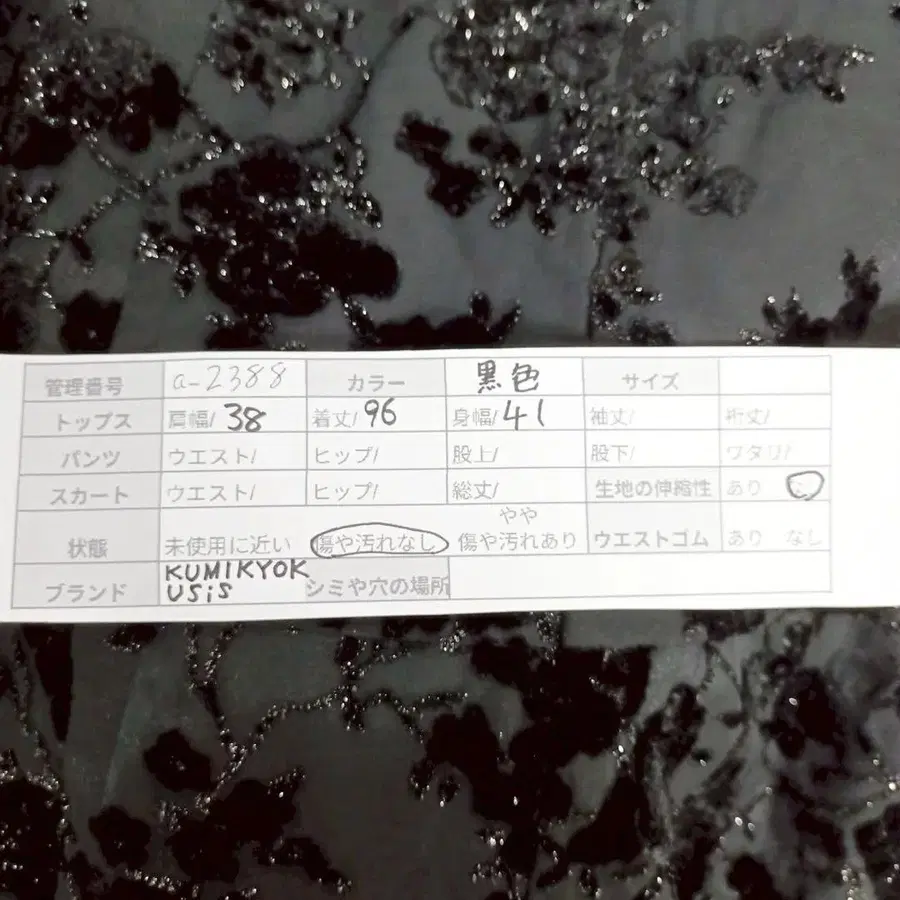 管理番号 a-2388 カラー 黒色 サイズ
トップス 肩幅/ 38 着丈/ 96 身幅/ 41 袖丈/ 裄丈/
パンツ ウエスト/ ヒップ/ 股上/ 股下/ ワタリ/
スカート ウエスト/ ヒップ/ 総丈/ 生地の伸縮性 あり
やや
状態 未使用に近い 傷や汚れなし 傷や汚れあり ウエストゴム あり なし
ブランド KUMIKYOK シミや穴の場所
USiS